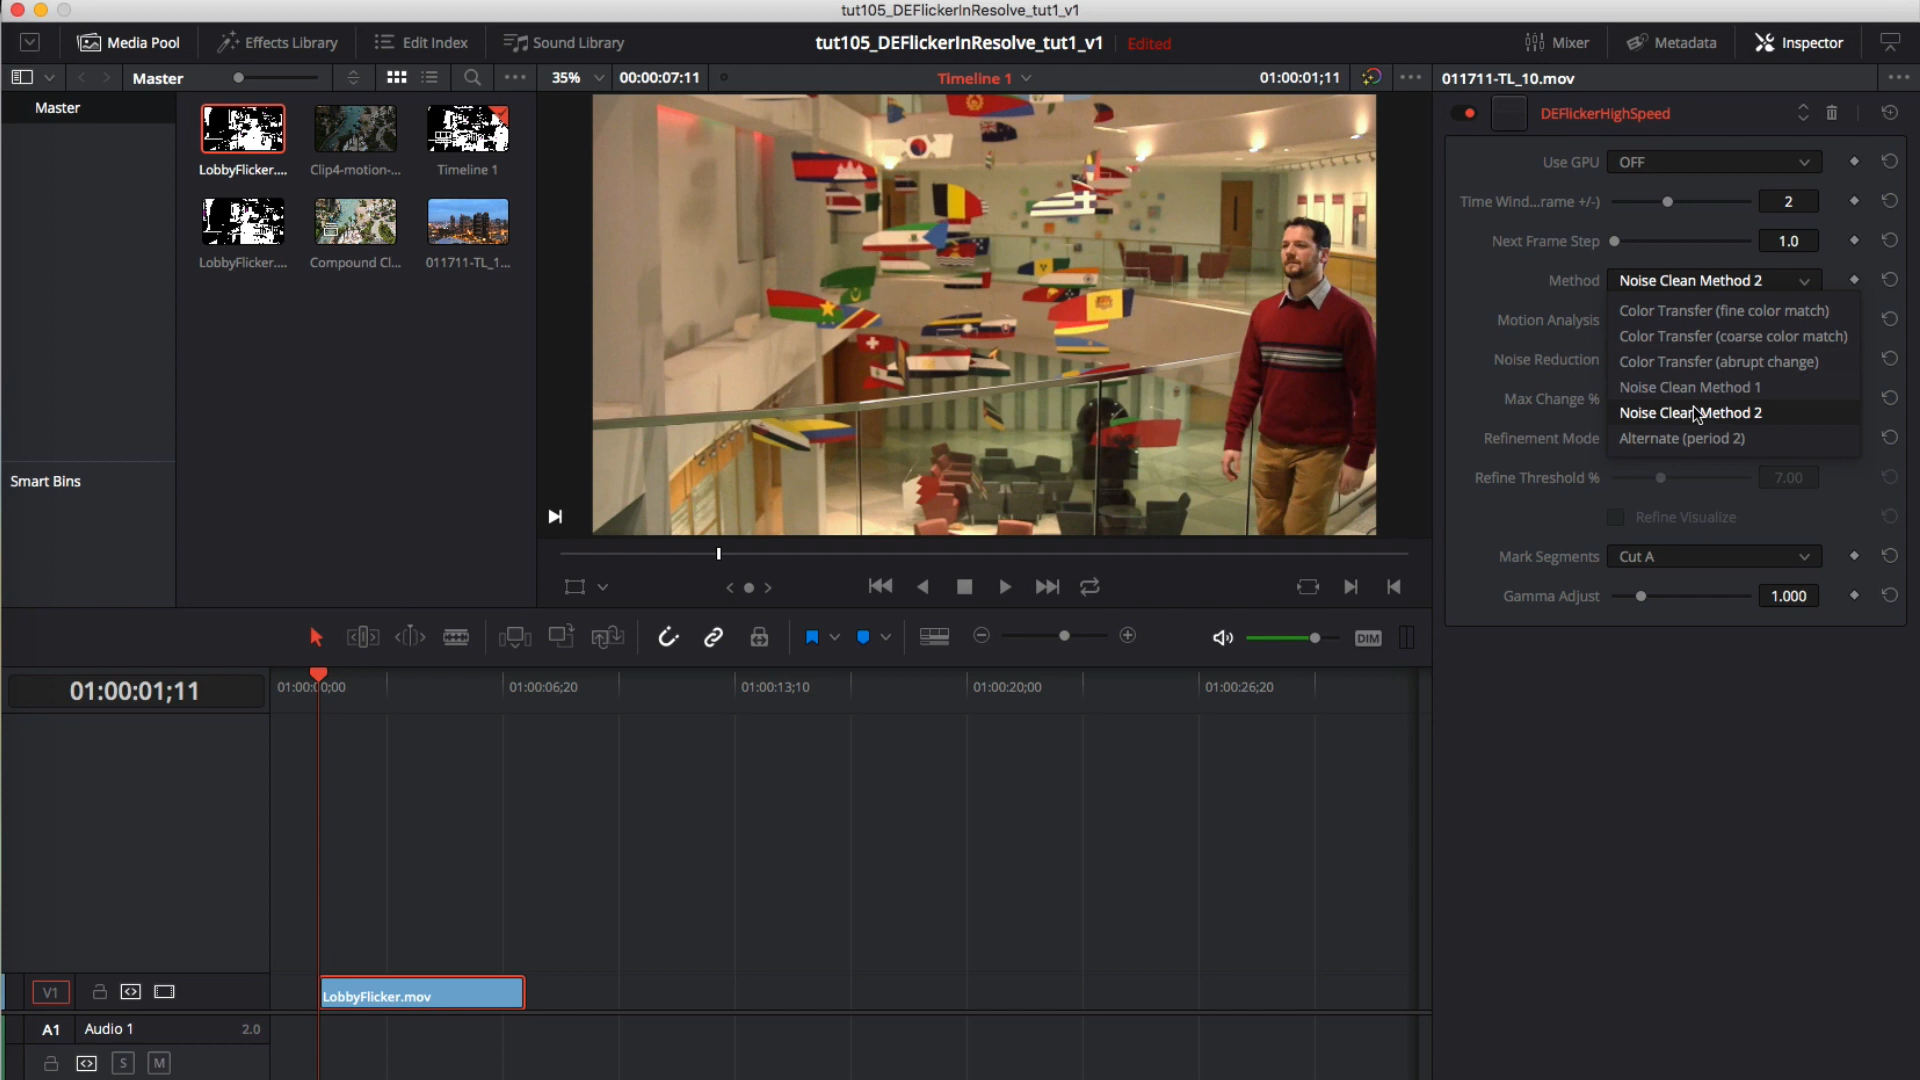 tut105_DEFlickerInResolve_tut1_v1
Media Pool
Effects Library
Edit Index
Sound Library
tut105_DEFlickerInResolve_tut1_v1
Edited
Mixer
Metadata
Inspector
Master
35%
00:00:07:11
Timeline 1
01:00:01;11
011711-TL_10.mov
Master
LobbyFlicker....
Clip4-motion-...
Timeline 1
LobbyFlicker....
Compound Cl...
011711-TL_1...
Smart Bins
DEFlickerHighSpeed
Use GPU
OFF
Time Wind...rame +/-)
2
Next Frame Step
1.0
Method
Noise Clean Method 2
Color Transfer (fine color match)
Color Transfer (coarse color match)
Color Transfer (abrupt change)
Noise Clean Method 1
Noise Clean Method 2
Alternate (period 2)
Motion Analysis
Noise Reduction
Max Change %
Refinement Mode
Refine Threshold %
7.00
Refine Visualize
Mark Segments
Cut A
Gamma Adjust
1.000
DIM
01:00:01;11
01:00:00;00
01:00:06;20
01:00:13;10
01:00:20;00
01:00:26;20
V1
LobbyFlicker.mov
A1
Audio 1
2.0
S
M